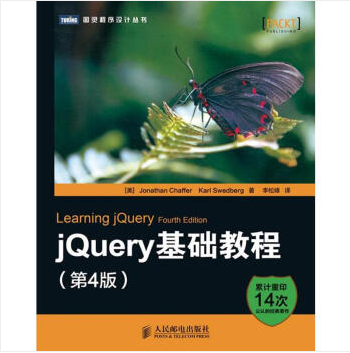 TURING 图灵程序设计丛书
[PACKT]
PUBLISHING
[美] Jonathan Chaffer Karl Swedberg 著 李松峰 译
Learning jQuery Fourth Edition
jQuery基础教程
(第4版)
累计重印
14次
人民邮电出版社
POSTS & TELECOM PRESS